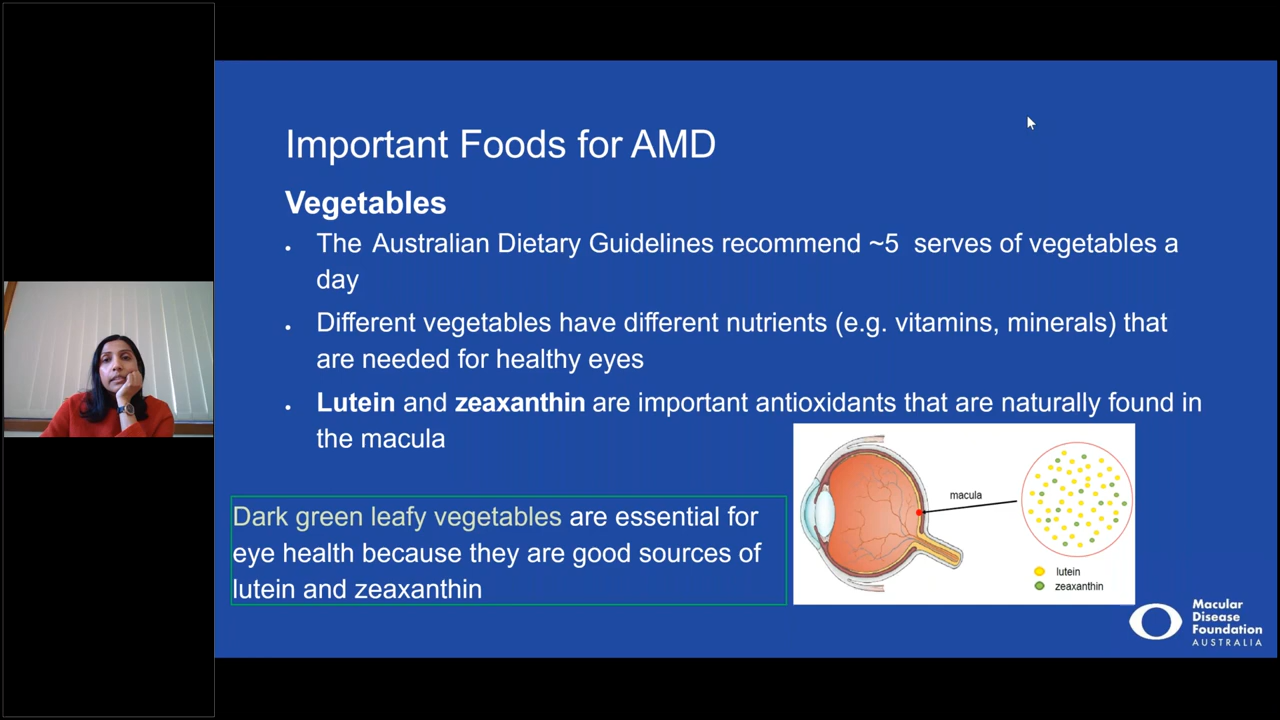 Important Foods for AMD
Vegetables
• The Australian Dietary Guidelines recommend ~5 serves of vegetables a
day
• Different vegetables have different nutrients (e.g. vitamins, minerals) that
are needed for healthy eyes
• Lutein and zeaxanthin are important antioxidants that are naturally found in
the macula
Dark green leafy vegetables are essential for
eye health because they are good sources of
lutein and zeaxanthin
macula
lutein
zeaxanthin
Macular
Disease
Foundation
AUSTRALIA